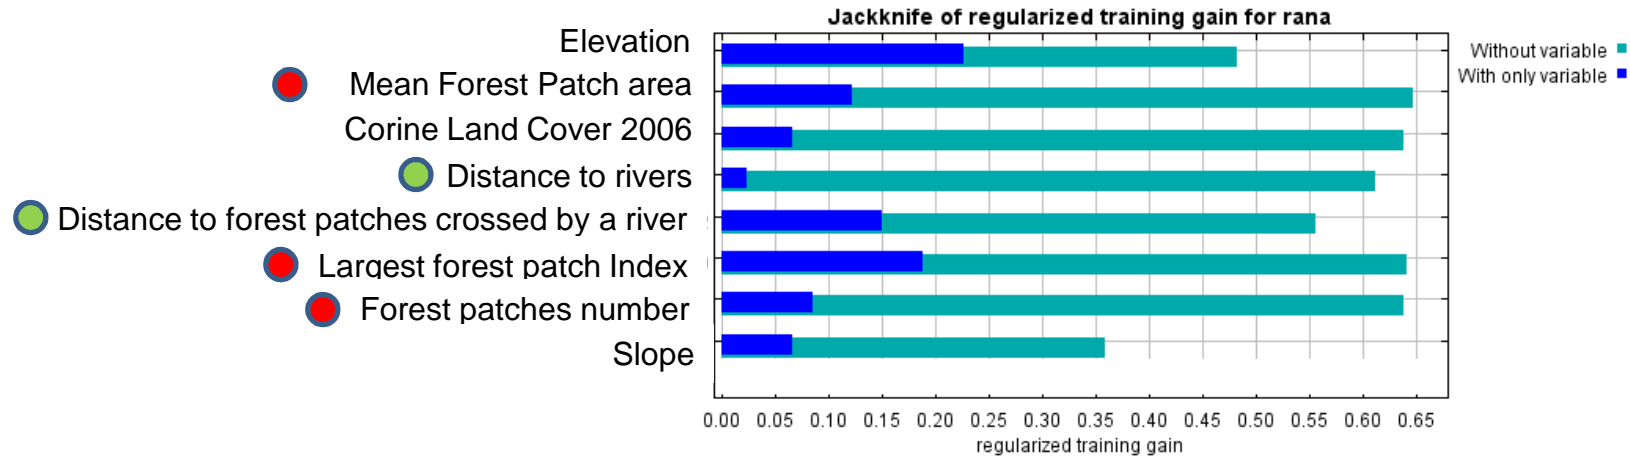 Jackknife of regularized training gain for rana
Elevation
Mean Forest Patch area
Corine Land Cover 2006
Distance to rivers
Distance to forest patches crossed by a river
Largest forest patch Index
Forest patches number
Slope
Without variable
With only variable
0.00 0.05 0.10 0.15 0.20 0.25 0.30 0.35 0.40 0.45 0.50 0.55 0.60 0.65
regularized training gain